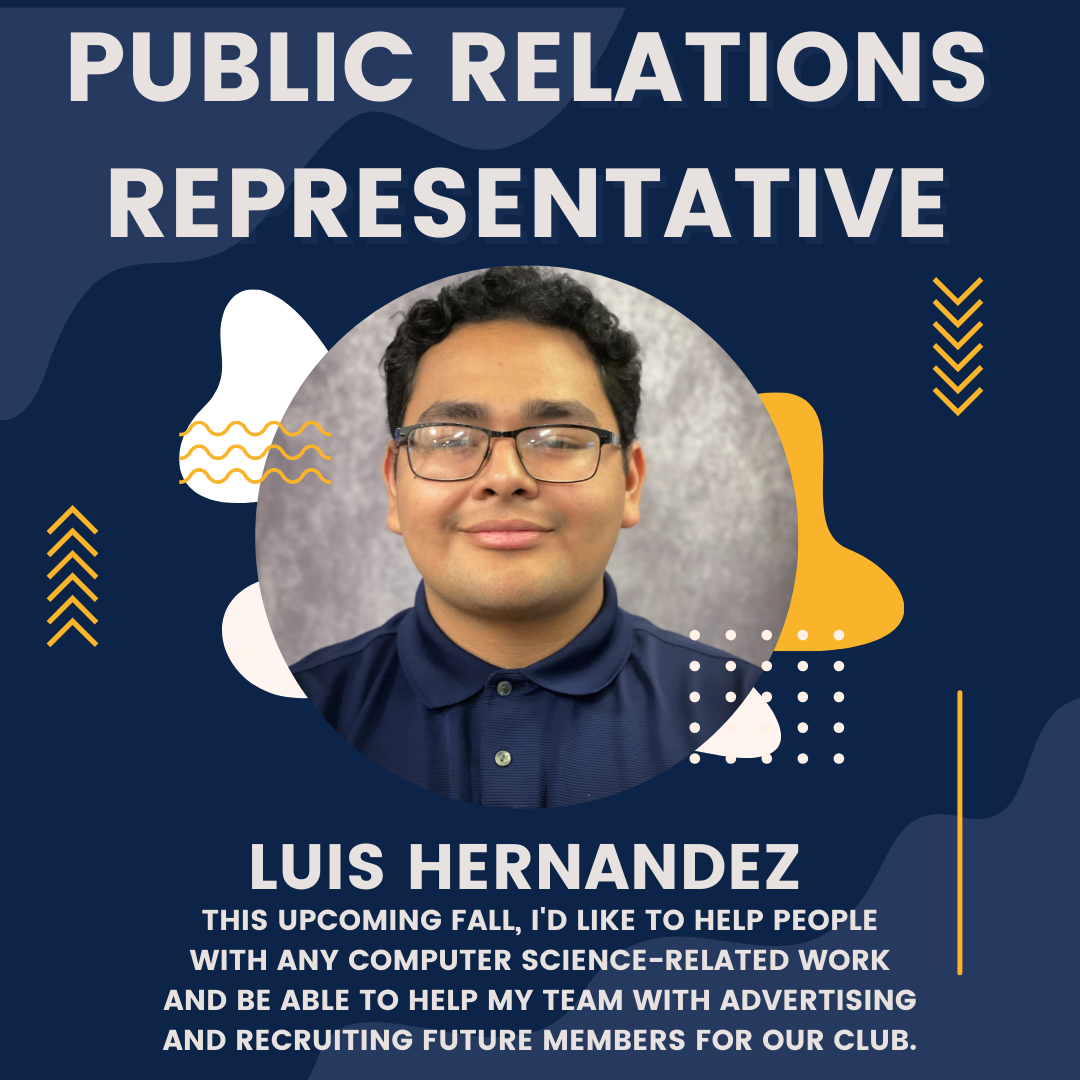 PUBLIC RELATIONS
REPRESENTATIVE
LUIS HERNANDEZ
THIS UPCOMING FALL, I'D LIKE TO HELP PEOPLE
WITH ANY COMPUTER SCIENCE-RELATED WORK
AND BE ABLE TO HELP MY TEAM WITH ADVERTISING
AND RECRUITING FUTURE MEMBERS FOR OUR CLUB.